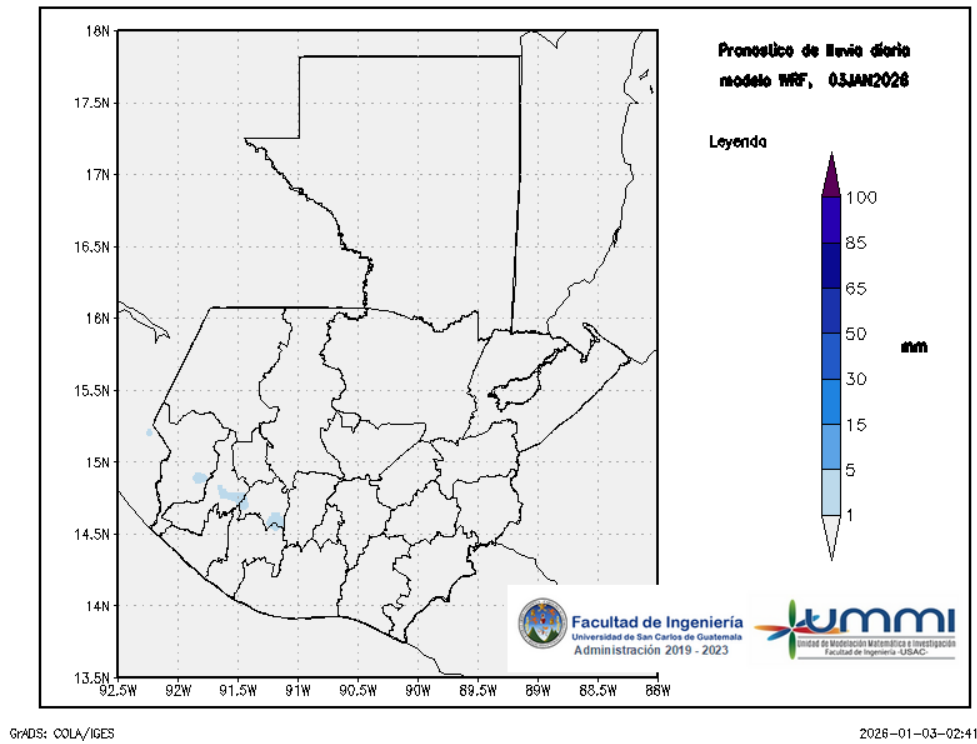 Pronostico de lluvia diaria
modelo WRF, 03JAN2026
Leyenda
100
85
65
50
mm
30
15
5
1
18N
17.5N
17N
16.5N
16N
15.5N
15N
14.5N
14N
13.5N
92.5W 92W 91.5W 91W 90.5W 90W 89.5W 89W 88.5W 88W
Facultad de Ingeniería
Universidad de San Carlos de Guatemala
Administración 2019 - 2023
ummi
Unidad de Modelación Matemática e Investigación
Facultad de Ingeniería -USAC-
GrADS: COLA/IGES
2026-01-03-02:41